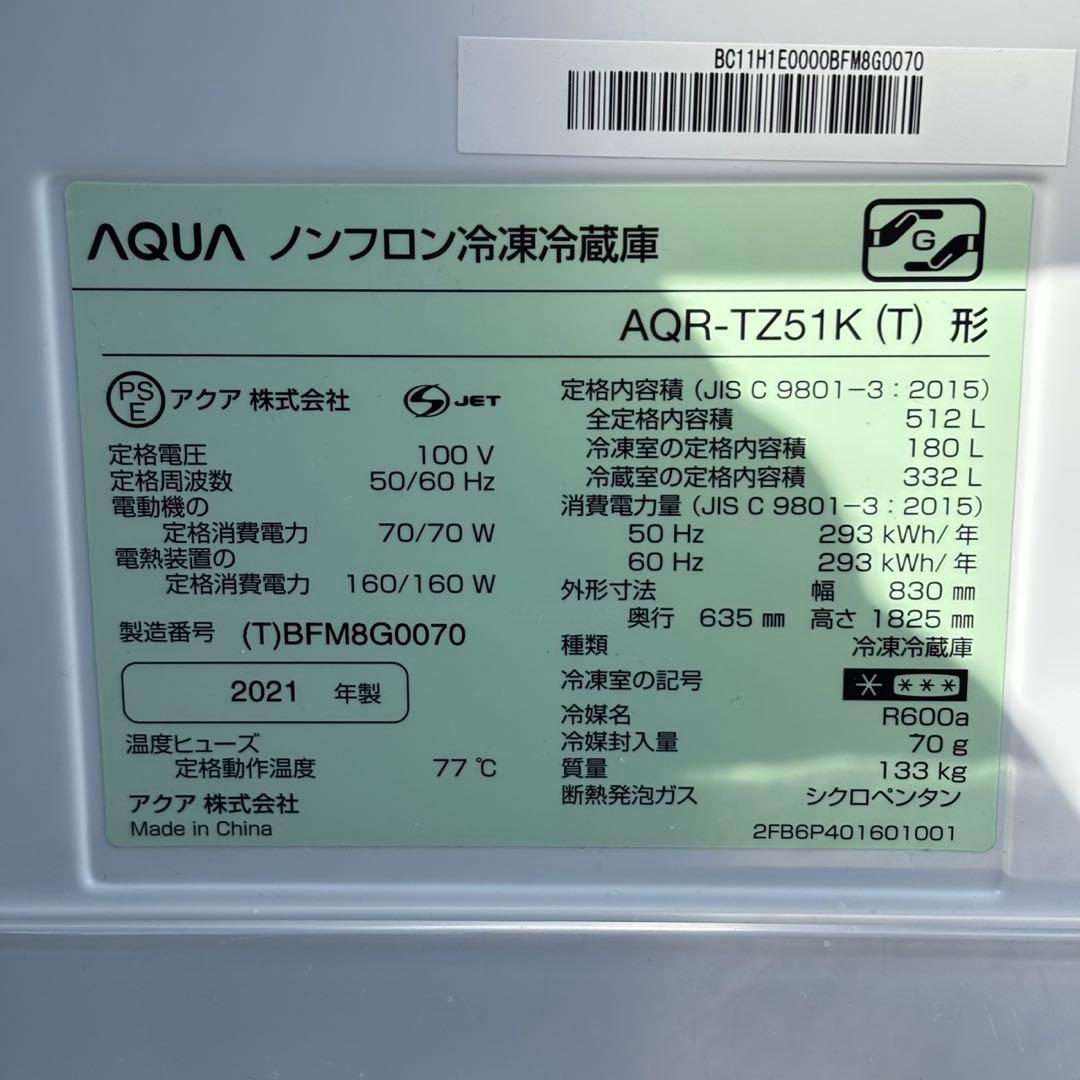 BC11H1E0000BFM8G0070
AQUA ノンフロン冷凍冷蔵庫
G
AQR-TZ51K (T) 形
PSE アクア 株式会社 JET
定格電圧 100 V
定格周波数 50/60 Hz
電動機の
定格消費電力 70/70 W
電熱装置の
定格消費電力 160/160 W
製造番号 (T)BFM8G0070
2021 年製
温度ヒューズ
定格動作温度 77 ℃
アクア 株式会社
Made in China
定格内容積 (JIS C 9801-3 : 2015)
全定格内容積 512 L
冷凍室の定格内容積 180 L
冷蔵室の定格内容積 332 L
消費電力量 (JIS C 9801-3 : 2015)
50 Hz 293 kWh/年
60 Hz 293 kWh/年
外形寸法 幅 830 mm
奥行 635 mm 高さ 1825 mm
種類 冷凍冷蔵庫
冷凍室の記号 * ***
冷媒名 R600a
冷媒封入量 70 g
質量 133 kg
断熱発泡ガス シクロペンタン
2FB6P401601001